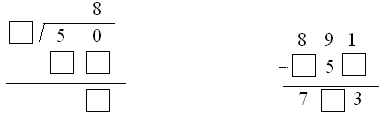 8
□ 5 0
□ □
□
8 9 1
- □ 5 □
7 □ 3